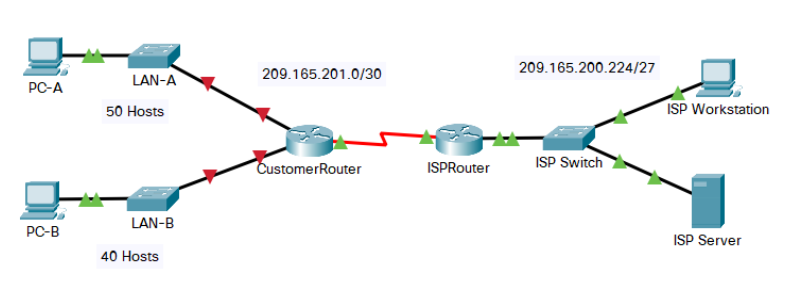 209.165.201.0/30
209.165.200.224/27
PC-A
LAN-A
50 Hosts
ISP Workstation
CustomerRouter
ISPRouter
ISP Switch
PC-B
LAN-B
40 Hosts
ISP Server